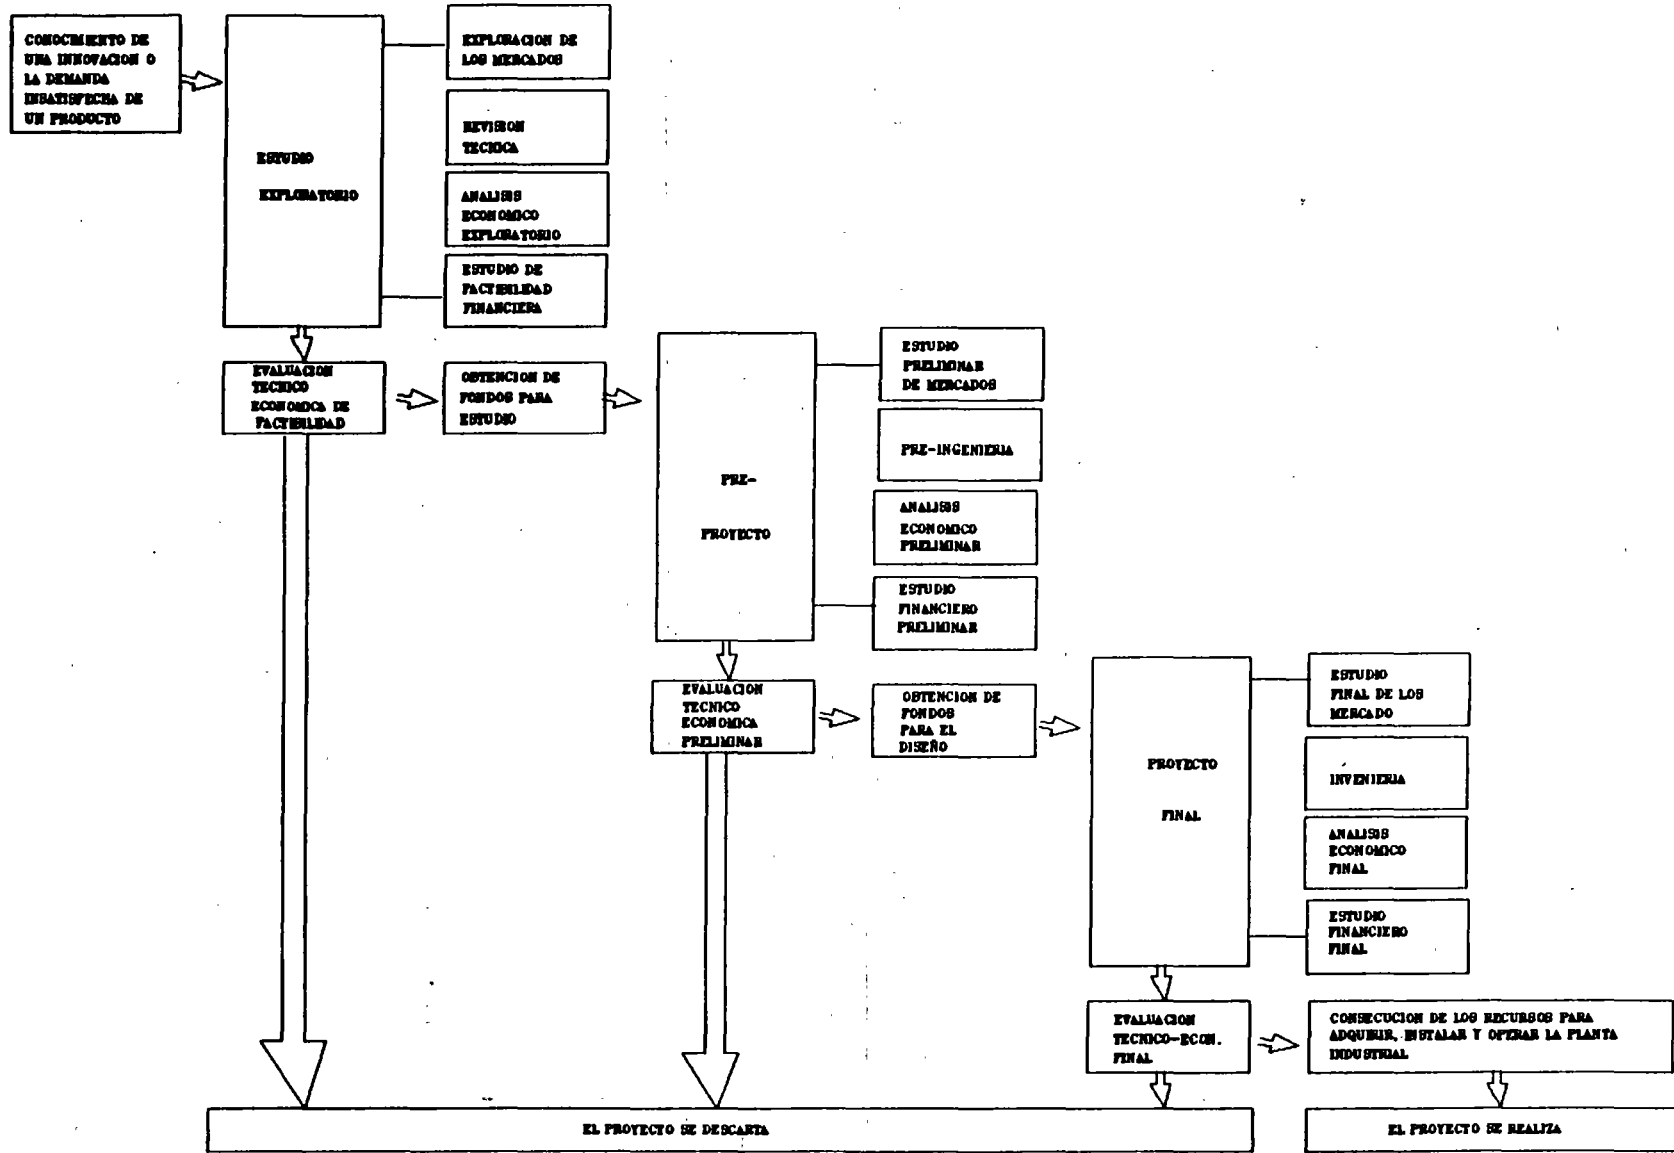 CONOCIMIENTO DE
UNA INNOVACION O
LA DEMANDA
INSATISFECHA DE
UN PRODUCTO
ESTUDIO
EXPLORATORIO
EXPLORACION DE
LOS MERCADOS
REVISION
TECNICA
ANALISIS
ECONOMICO
EXPLORATORIO
ESTUDIO DE
FACTIBILIDAD
FINANCIERA
EVALUACION
TECNICO
ECONOMICA DE
FACTIBILIDAD
OBTENCION DE
FONDOS PARA
ESTUDIO
PRE-
PROYECTO
ESTUDIO
PRELIMINAR
DE MERCADOS
PRE-INGENIERIA
ANALISIS
ECONOMICO
PRELIMINAR
ESTUDIO
FINANCIERO
PRELIMINAR
EVALUACION
TECNICO
ECONOMICA
PRELIMINAR
OBTENCION DE
FONDOS
PARA EL
DISEÑO
PROYECTO
FINAL
ESTUDIO
FINAL DE LOS
MERCADO
INVENIERIA
ANALISIS
ECONOMICO
FINAL
ESTUDIO
FINANCIERO
FINAL
EVALUACION
TECNICO-ECON.
FINAL
CONSECUCION DE LOS RECURSOS PARA
ADQUIRIR, INSTALAR Y OPERAR LA PLANTA
INDUSTRIAL
EL PROYECTO SE DESCARTA
EL PROYECTO SE REALIZA